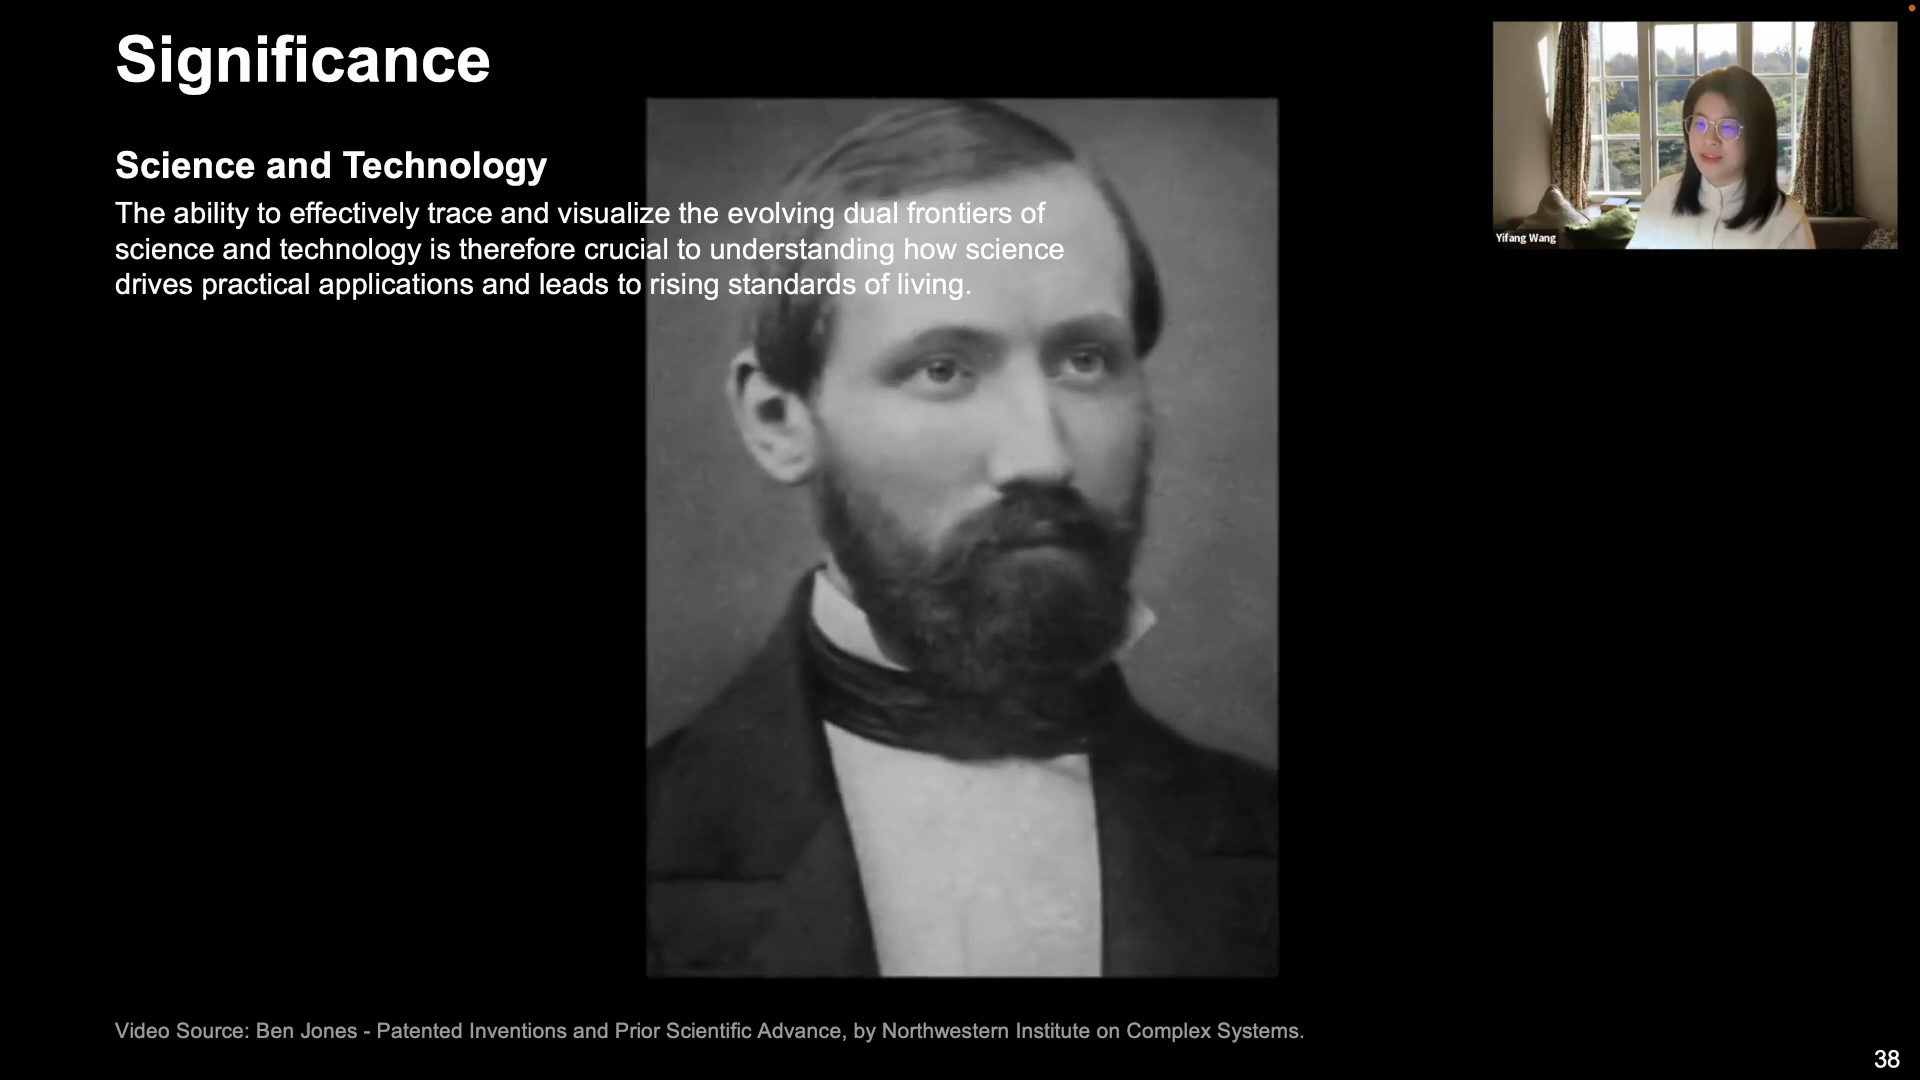 Significance
Science and Technology
The ability to effectively trace and visualize the evolving dual frontiers of
science and technology is therefore crucial to understanding how science
drives practical applications and leads to rising standards of living.
Yifang Wang
Video Source: Ben Jones - Patented Inventions and Prior Scientific Advance, by Northwestern Institute on Complex Systems.
38